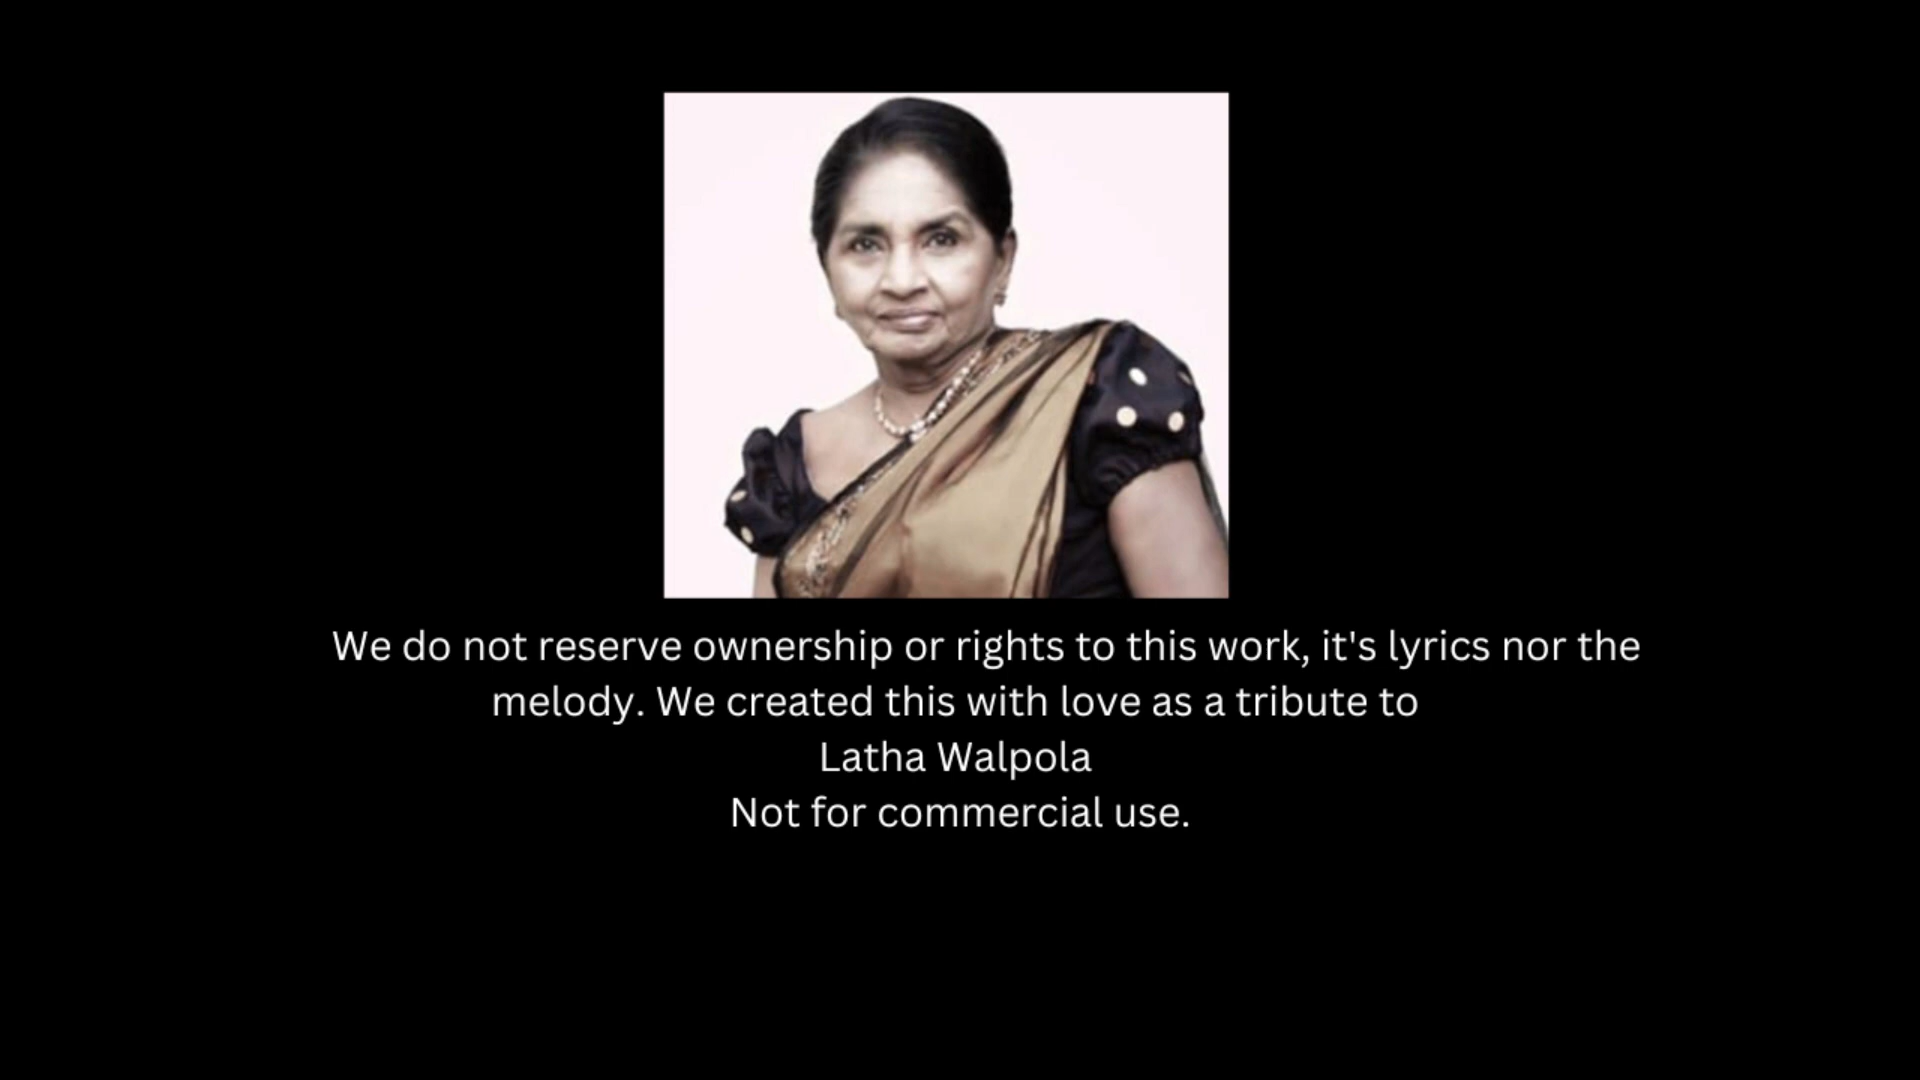 We do not reserve ownership or rights to this work, it's lyrics nor the
melody. We created this with love as a tribute to
Latha Walpola
Not for commercial use.